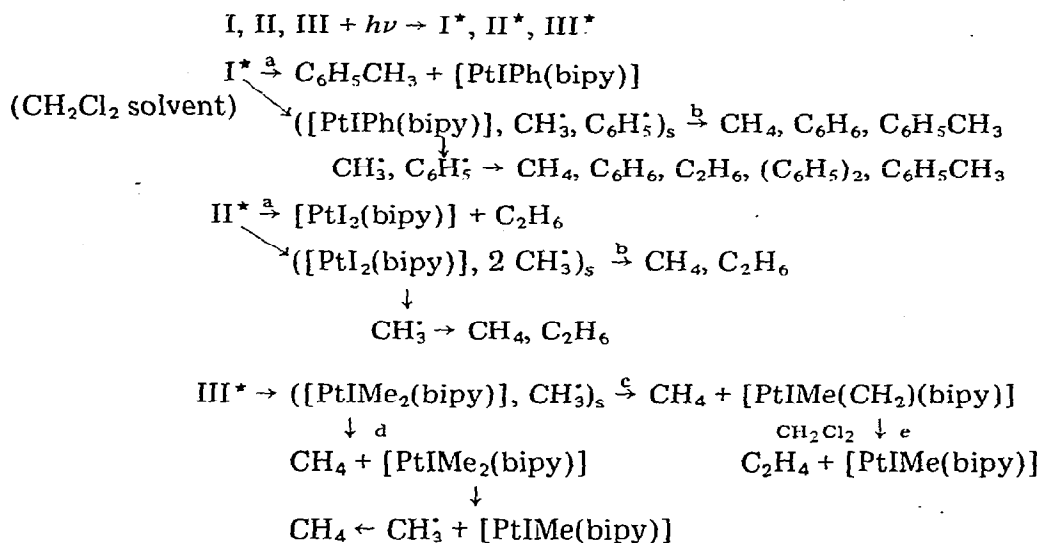 I, II, III + hν → I*, II*, III*
I* →a C₆H₅CH₃ + [PtIPh(bipy)]
(CH₂Cl₂ solvent)
([PtIPh(bipy)], CH₃•, C₆H₅•)ₛ →b CH₄, C₆H₆, C₆H₅CH₃
↓
CH₃•, C₆H₅• → CH₄, C₆H₆, C₂H₆, (C₆H₅)₂, C₆H₅CH₃
II* →a [PtI₂(bipy)] + C₂H₆
([PtI₂(bipy)], 2 CH₃•)ₛ →b CH₄, C₂H₆
↓
CH₃• → CH₄, C₂H₆
III* → ([PtIMe₂(bipy)], CH₃•)ₛ →c CH₄ + [PtIMe(CH₂)(bipy)]
↓ d CH₂Cl₂ ↓ e
CH₄ + [PtIMe₂(bipy)] C₂H₄ + [PtIMe(bipy)]
↓
CH₄ ← CH₃• + [PtIMe(bipy)]